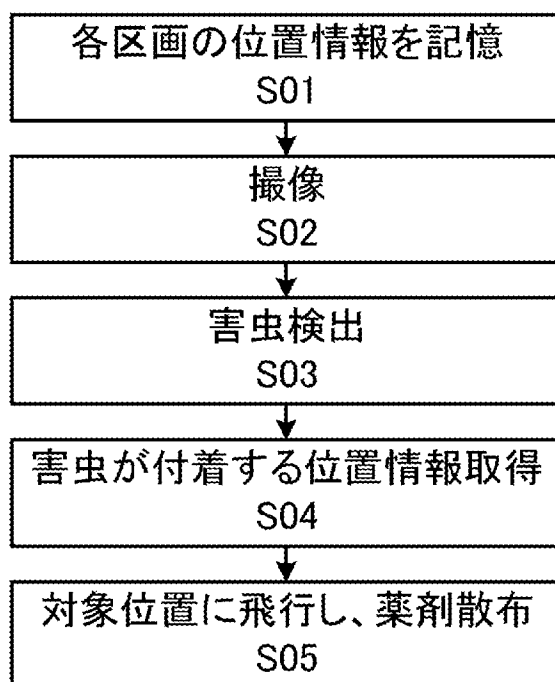 各区画の位置情報を記憶
S01
撮像
S02
害虫検出
S03
害虫が付着する位置情報取得
S04
対象位置に飛行し、薬剤散布
S05